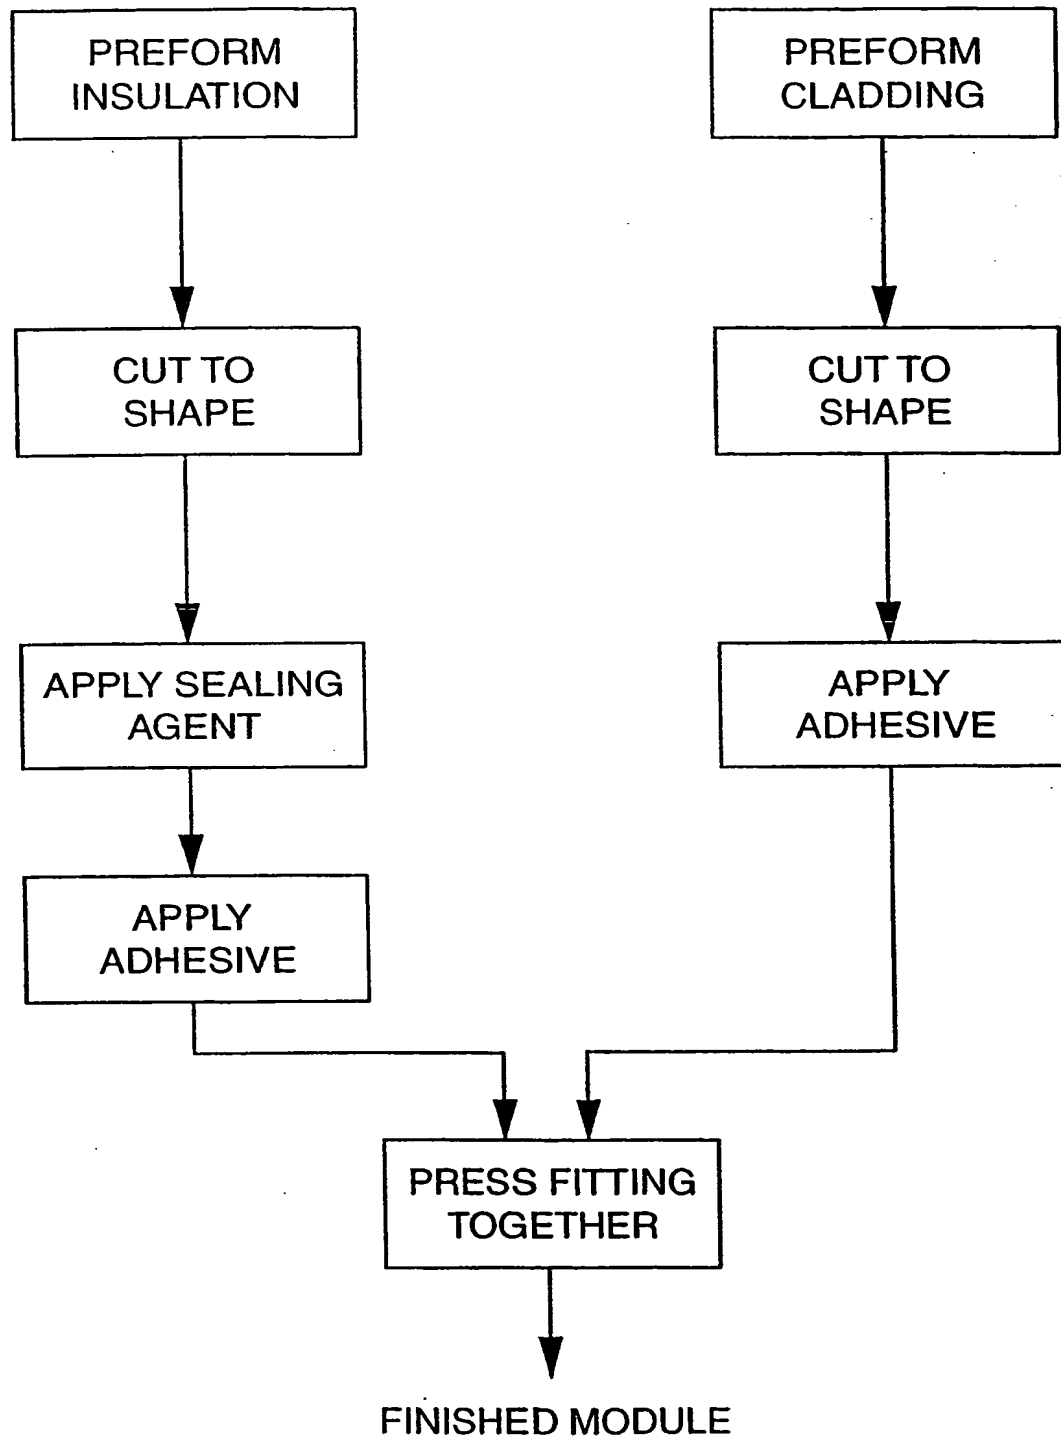 PREFORM
INSULATION
CUT TO
SHAPE
APPLY SEALING
AGENT
APPLY
ADHESIVE
PREFORM
CLADDING
CUT TO
SHAPE
APPLY
ADHESIVE
PRESS FITTING
TOGETHER
FINISHED MODULE